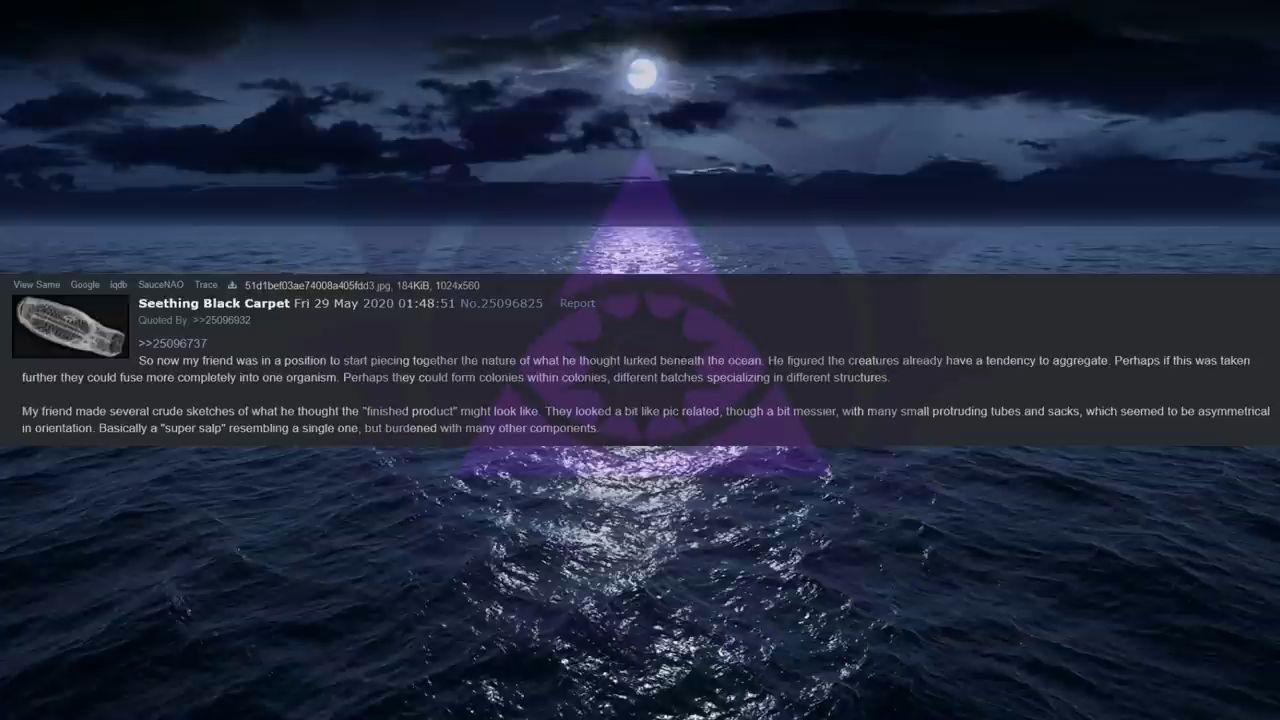 View Same Google iqdb SauceNAO Trace 51d1bef03ae74008a405fdd3.jpg, 184KiB, 1024x560
Seething Black Carpet Fri 29 May 2020 01:48:51 No.25096825 Report
Quoted By >>25096932
>>25096737
So now my friend was in a position to start piecing together the nature of what he thought lurked beneath the ocean. He figured the creatures already have a tendency to aggregate. Perhaps if this was taken
further they could fuse more completely into one organism. Perhaps they could form colonies within colonies, different batches specializing in different structures.
My friend made several crude sketches of what he thought the "finished product" might look like. They looked a bit like pic related, though a bit messier, with many small protruding tubes and sacks, which seemed to be asymmetrical
in orientation. Basically a "super salp" resembling a single one, but burdened with many other components.